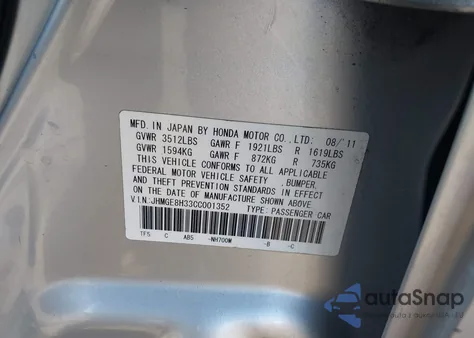 MFD. IN JAPAN BY HONDA MOTOR CO., LTD. 08/'11
GVWR 3512LBS GAWR F 1921LBS R 1619LBS
GVWR 1594KG GAWR F 872KG R 735KG
THIS VEHICLE CONFORMS TO ALL APPLICABLE
FEDERAL MOTOR VEHICLE SAFETY ,BUMPER,
AND THEFT PREVENTION STANDARDS IN EFFECT
ON THE DATE OF MANUFACTURE SHOWN ABOVE.
V.I.N.:JHMGE8H33CC001352 TYPE: PASSENGER CAR
TF5 C ABS -NH700M -B -C
autoSnap